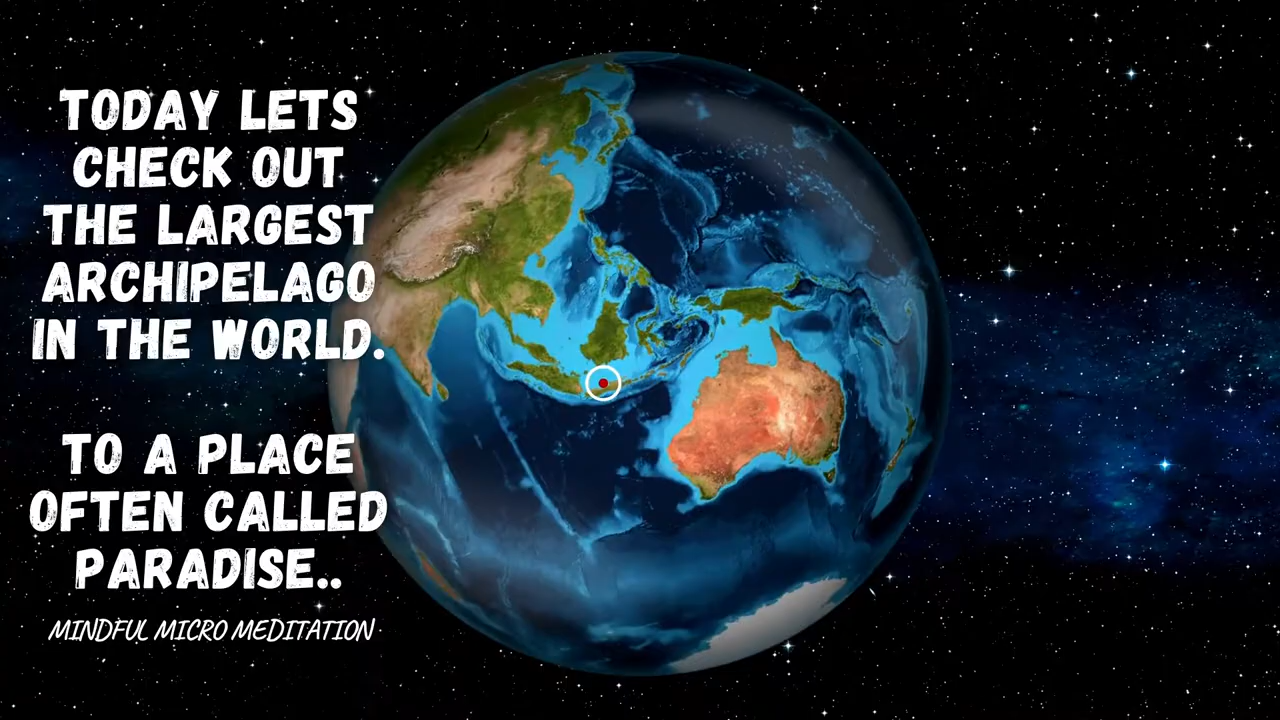 TODAY LETS
CHECK OUT
THE LARGEST
ARCHIPELAGO
IN THE WORLD.
TO A PLACE
OFTEN CALLED
PARADISE..
MINDFUL MICRO MEDITATION